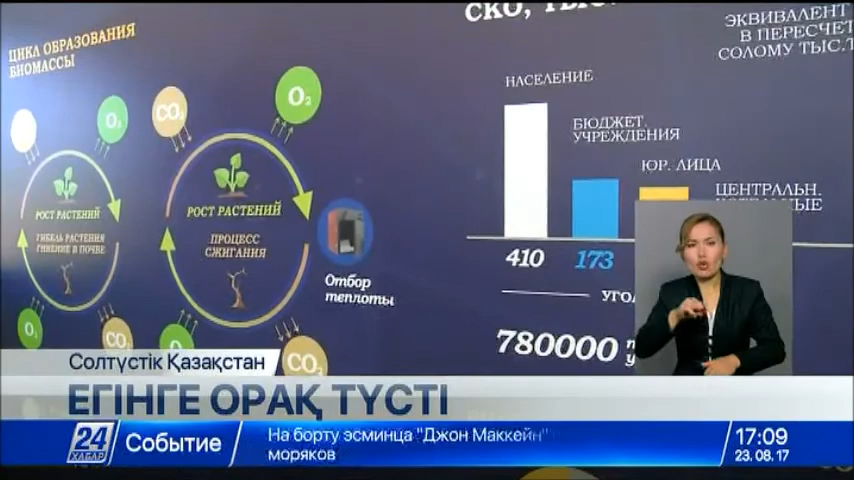 ЦИКЛ ОБРАЗОВАНИЯ
БИОМАССЫ
O₂
CO₂
O₂
РОСТ РАСТЕНИЙ
ГИБЕЛЬ РАСТЕНИЯ
ГНИЕНИЕ В ПОЧВЕ
O₂
CO₂
РОСТ РАСТЕНИЙ
ПРОЦЕСС
СЖИГАНИЯ
O₂
CO₂
Отбор
теплоты
СКО, ТЫС.
ЭКВИВАЛЕНТ
В ПЕРЕСЧЕТ
СОЛОМУ ТЫС.Т
НАСЕЛЕНИЕ
БЮДЖЕТ.
УЧРЕЖДЕНИЯ
ЮР. ЛИЦА
ЦЕНТРАЛЬН.
410
173
УГО
780000
Солтүстік Қазақстан
ЕГІНГЕ ОРАҚ ТҮСТІ
24
ХАБАР
Событие
На борту эсминца "Джон Маккейн"
моряков
17:09
23.08.17